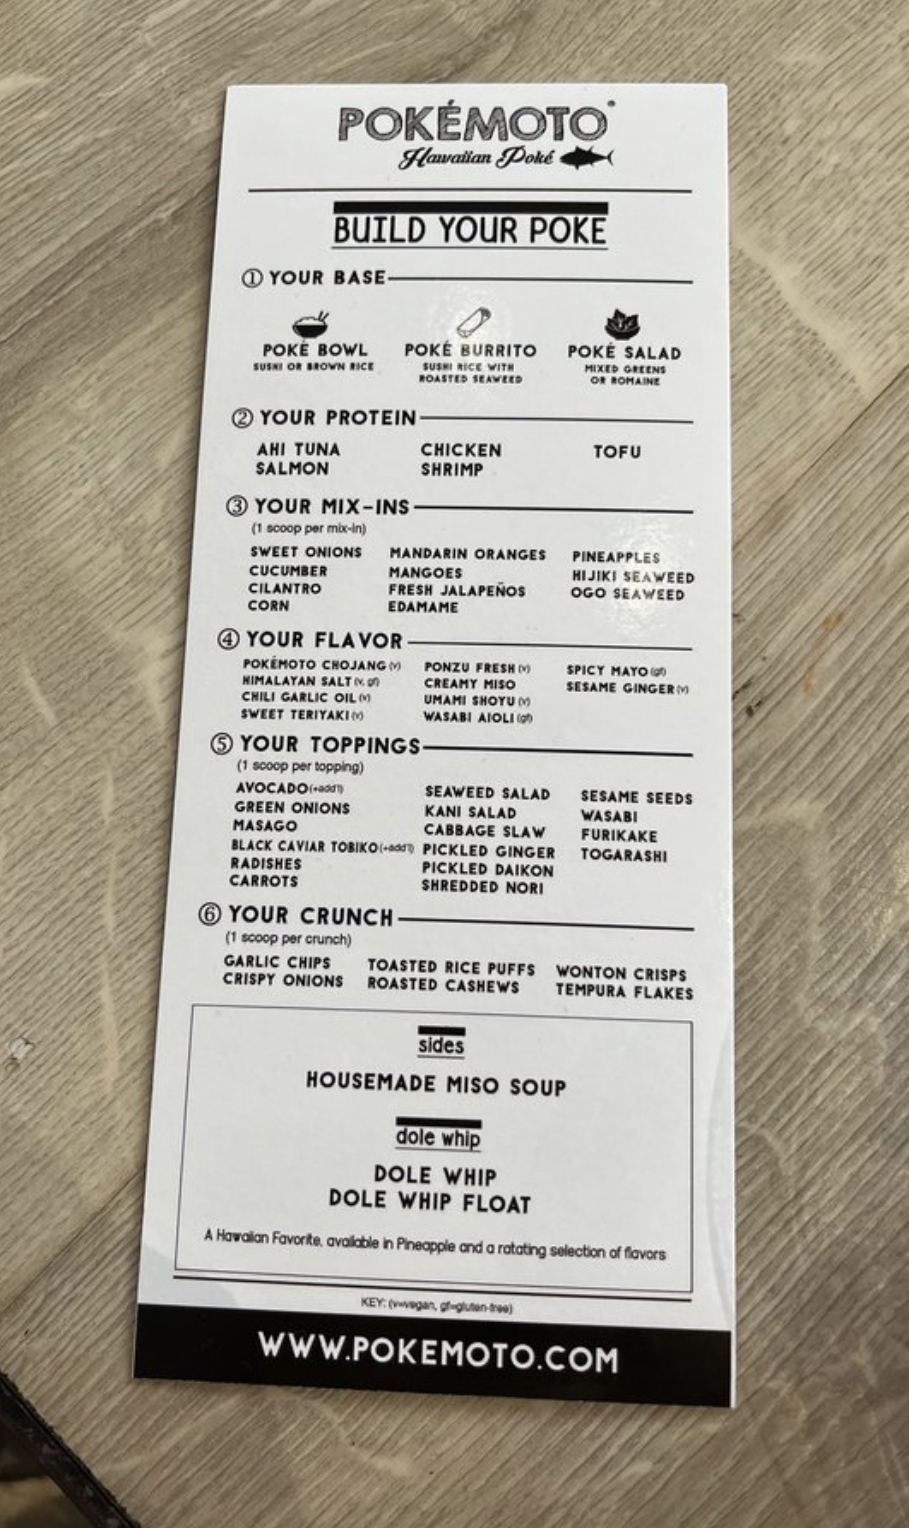 POKÉMOTO®
Hawaiian Poké
BUILD YOUR POKE
① YOUR BASE
POKÉ BOWL
SUSHI OR BROWN RICE
POKÉ BURRITO
SUSHI RICE WITH
ROASTED SEAWEED
POKÉ SALAD
MIXED GREENS
OR ROMAINE
② YOUR PROTEIN
AHI TUNA CHICKEN TOFU
SALMON SHRIMP
③ YOUR MIX-INS
(1 scoop per mix-in)
SWEET ONIONS MANDARIN ORANGES PINEAPPLES
CUCUMBER MANGOES HIJIKI SEAWEED
CILANTRO FRESH JALAPEÑOS OGO SEAWEED
CORN EDAMAME
④ YOUR FLAVOR
POKÉMOTO CHOJANG (v) PONZU FRESH (v) SPICY MAYO (gf)
HIMALAYAN SALT (v, gf) CREAMY MISO SESAME GINGER (v)
CHILI GARLIC OIL (v) UMAMI SHOYU (v)
SWEET TERIYAKI (v) WASABI AIOLI (gf)
⑤ YOUR TOPPINGS
(1 scoop per topping)
AVOCADO (+add'l) SEAWEED SALAD SESAME SEEDS
GREEN ONIONS KANI SALAD WASABI
MASAGO CABBAGE SLAW FURIKAKE
BLACK CAVIAR TOBIKO (+add'l) PICKLED GINGER TOGARASHI
RADISHES PICKLED DAIKON
CARROTS SHREDDED NORI
⑥ YOUR CRUNCH
(1 scoop per crunch)
GARLIC CHIPS TOASTED RICE PUFFS WONTON CRISPS
CRISPY ONIONS ROASTED CASHEWS TEMPURA FLAKES
sides
HOUSEMADE MISO SOUP
dole whip
DOLE WHIP
DOLE WHIP FLOAT
A Hawaiian Favorite, available in Pineapple and a ratating selection of flavors
KEY: (v=vegan, gf=gluten-free)
WWW.POKEMOTO.COM